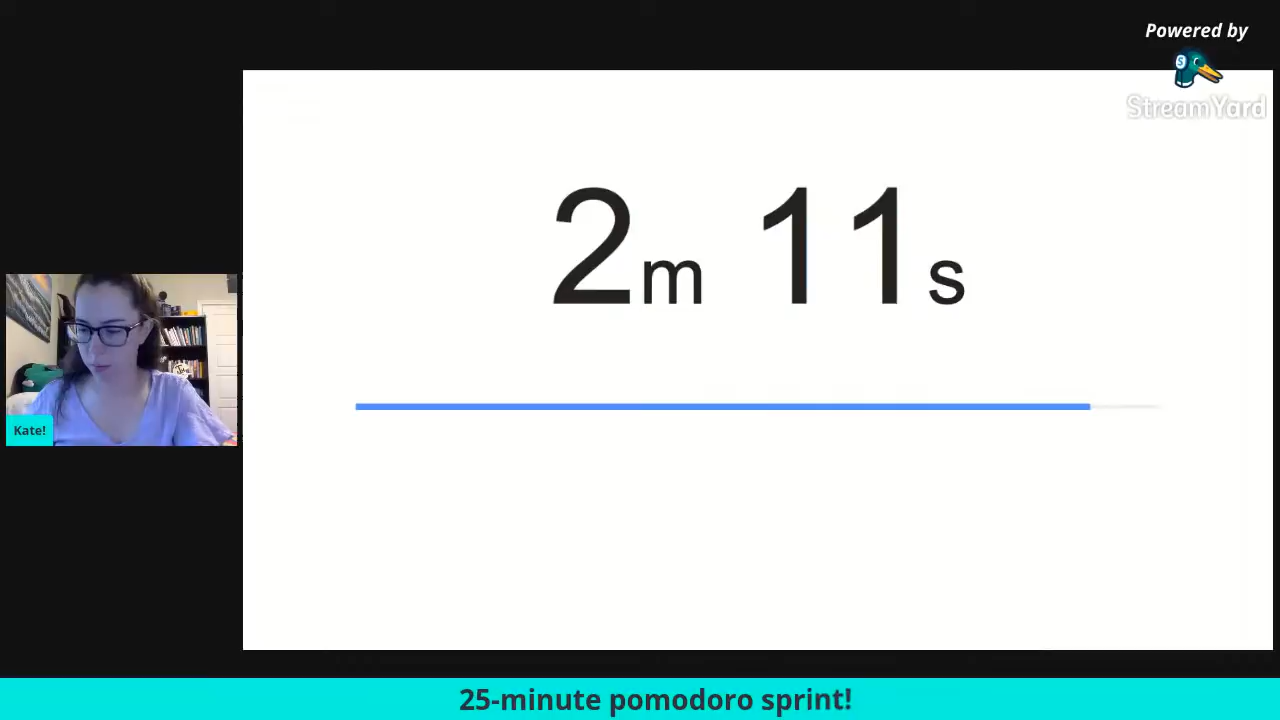 Powered by
StreamYard
2m 11s
Kate!
25-minute pomodoro sprint!